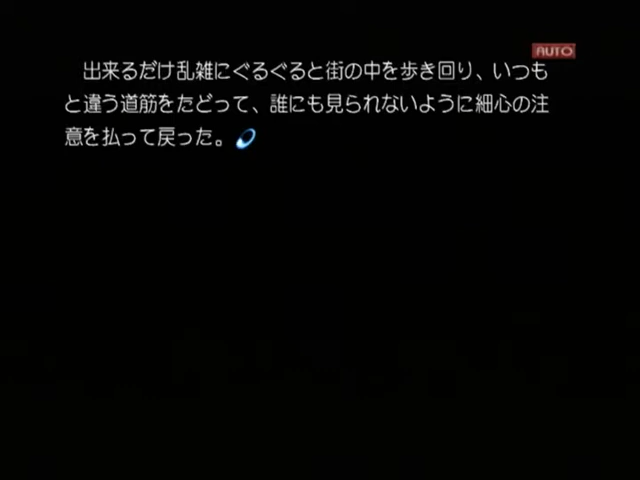 AUTO
出来るだけ乱雑にぐるぐると街の中を歩き回り、いつも
と違う道筋をたどって、誰にも見られないように細心の注
意を払って戻った。